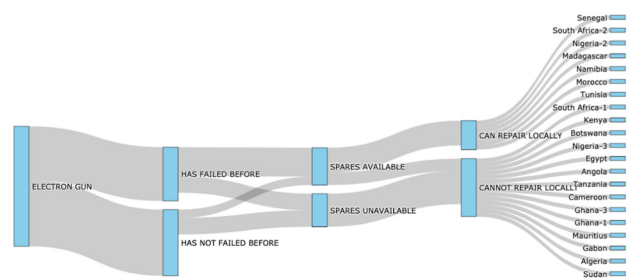 ELECTRON GUN
HAS FAILED BEFORE
HAS NOT FAILED BEFORE
SPARES AVAILABLE
SPARES UNAVAILABLE
CAN REPAIR LOCALLY
CANNOT REPAIR LOCALLY
Senegal
South Africa-2
Nigeria-2
Madagascar
Namibia
Morocco
Tunisia
South Africa-1
Kenya
Botswana
Nigeria-3
Egypt
Angola
Tanzania
Cameroon
Ghana-3
Ghana-1
Mauritius
Gabon
Algeria
Sudan